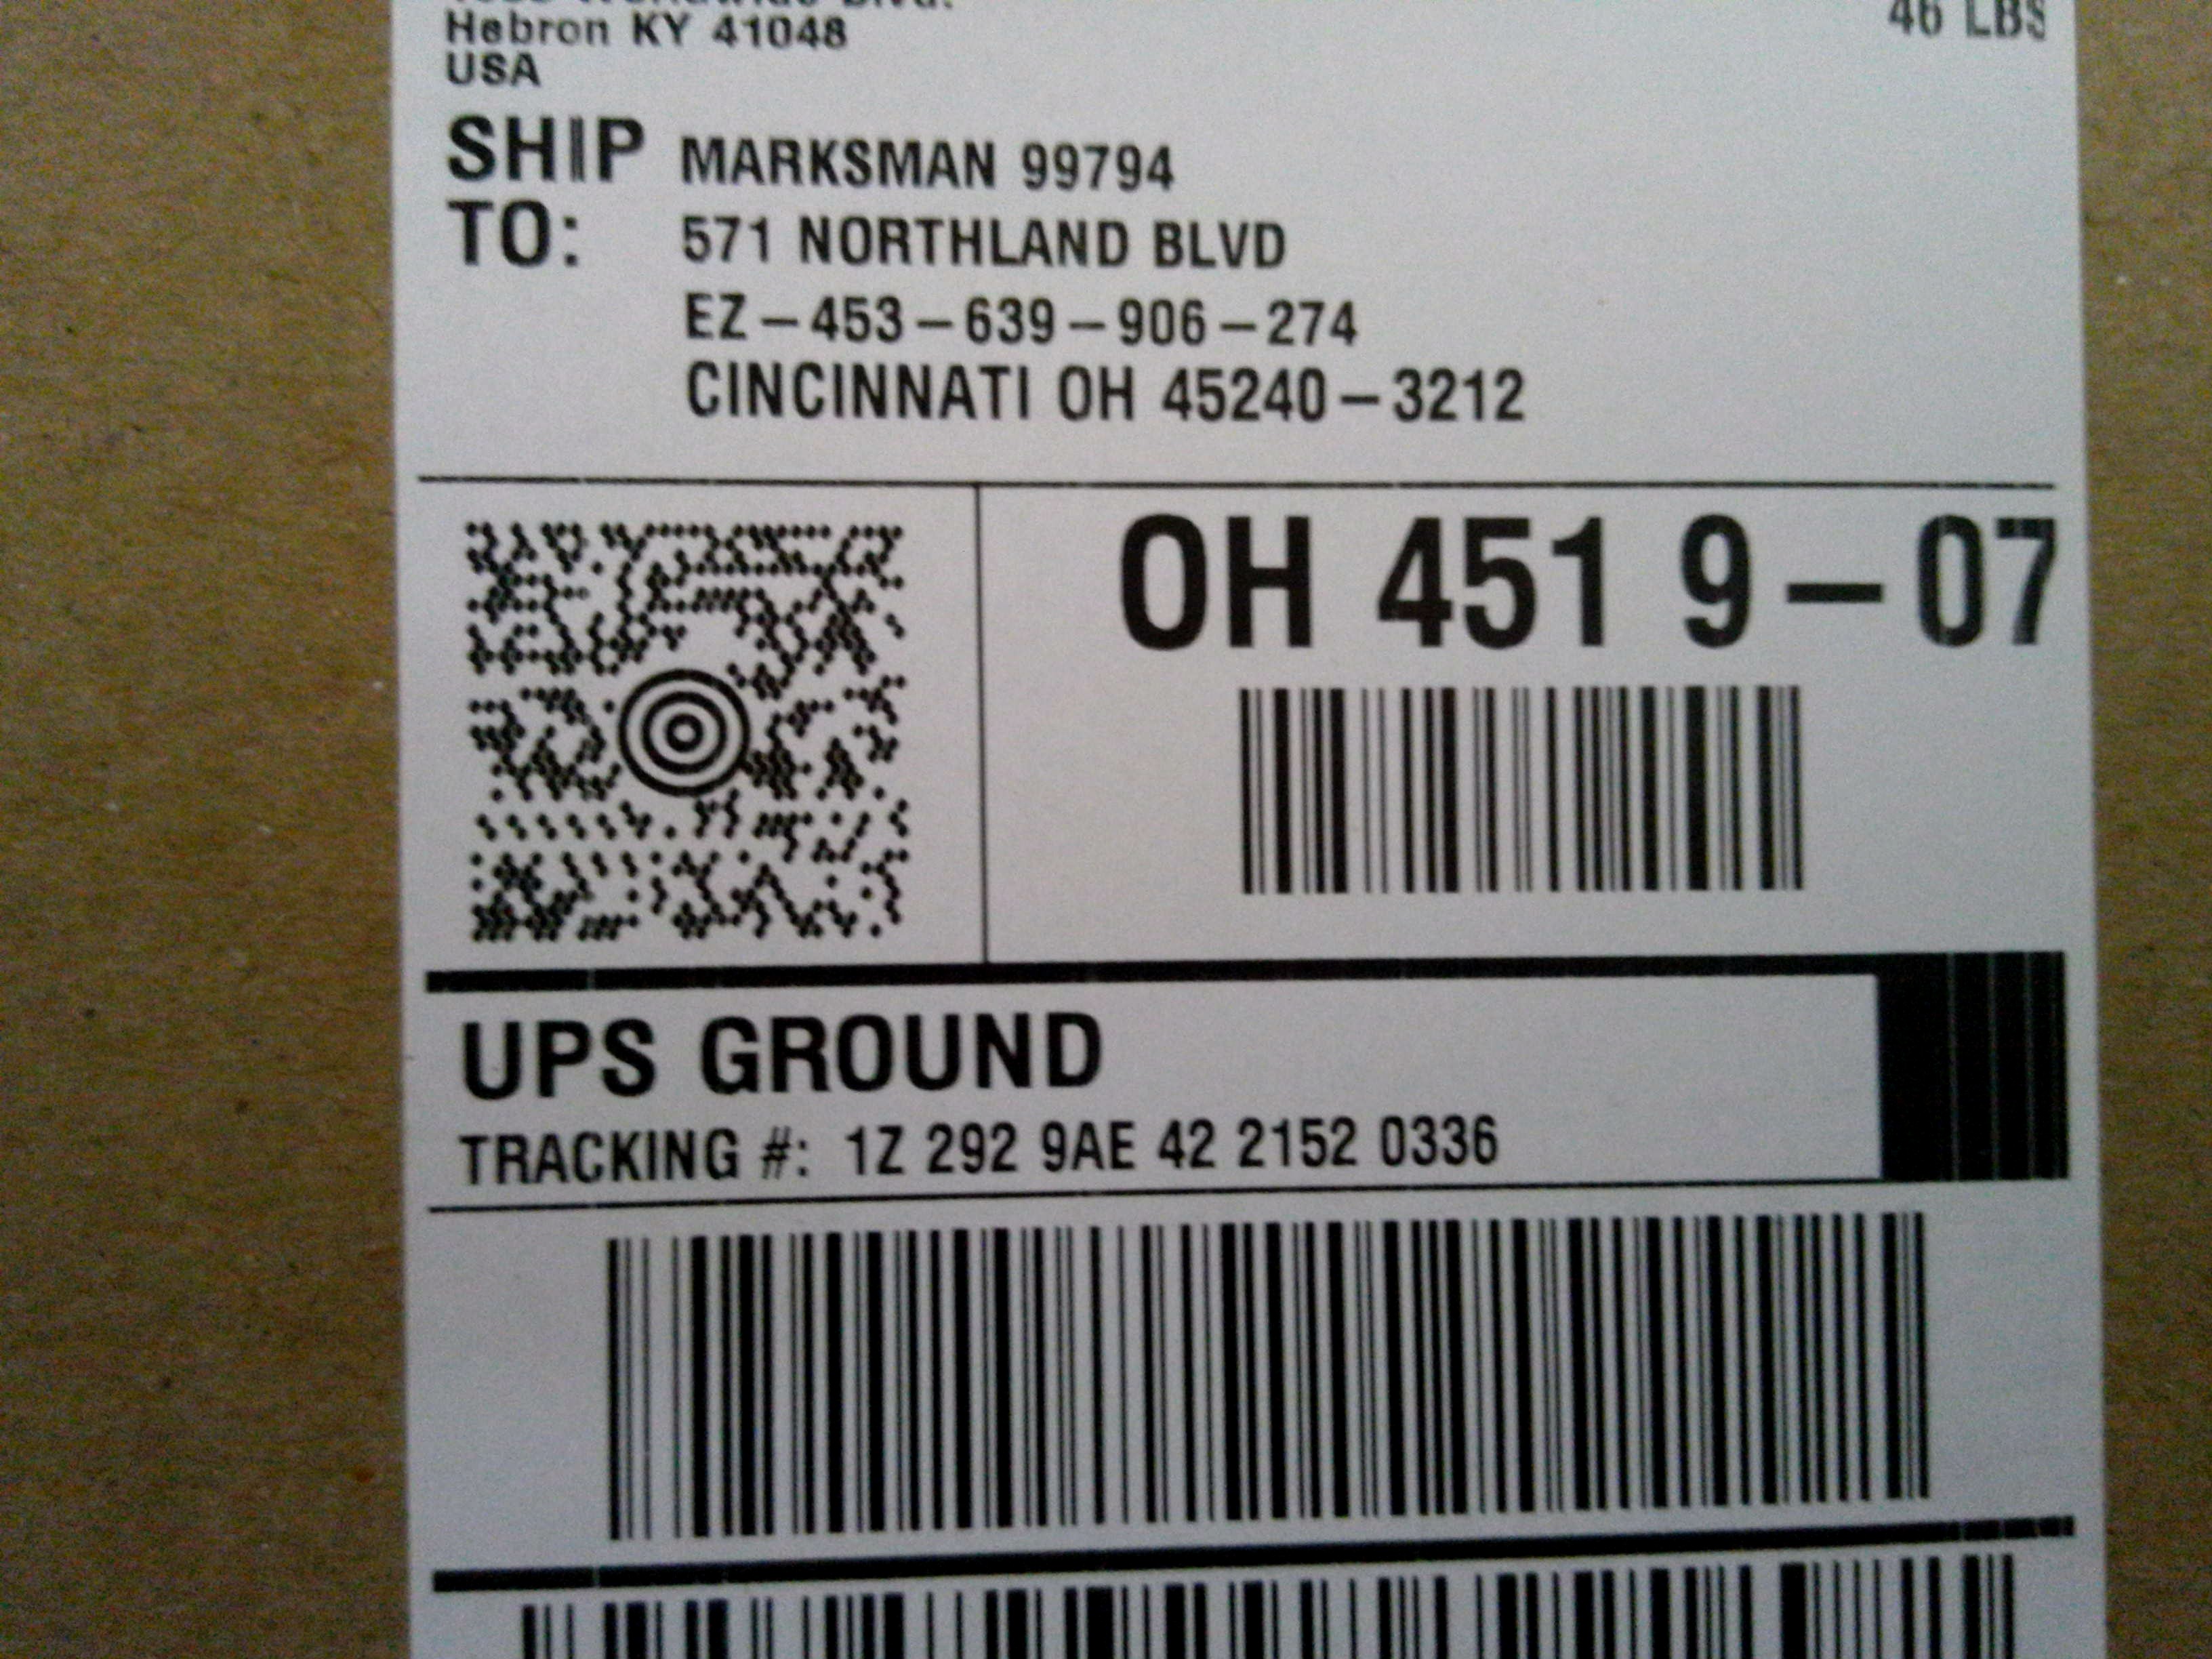 Hebron KY 41048
USA
46 LBS
SHIP TO:
MARKSMAN 99794
571 NORTHLAND BLVD
EZ-453-639-906-274
CINCINNATI OH 45240-3212
OH 451 9-07
UPS GROUND
TRACKING #: 1Z 292 9AE 42 2152 0336